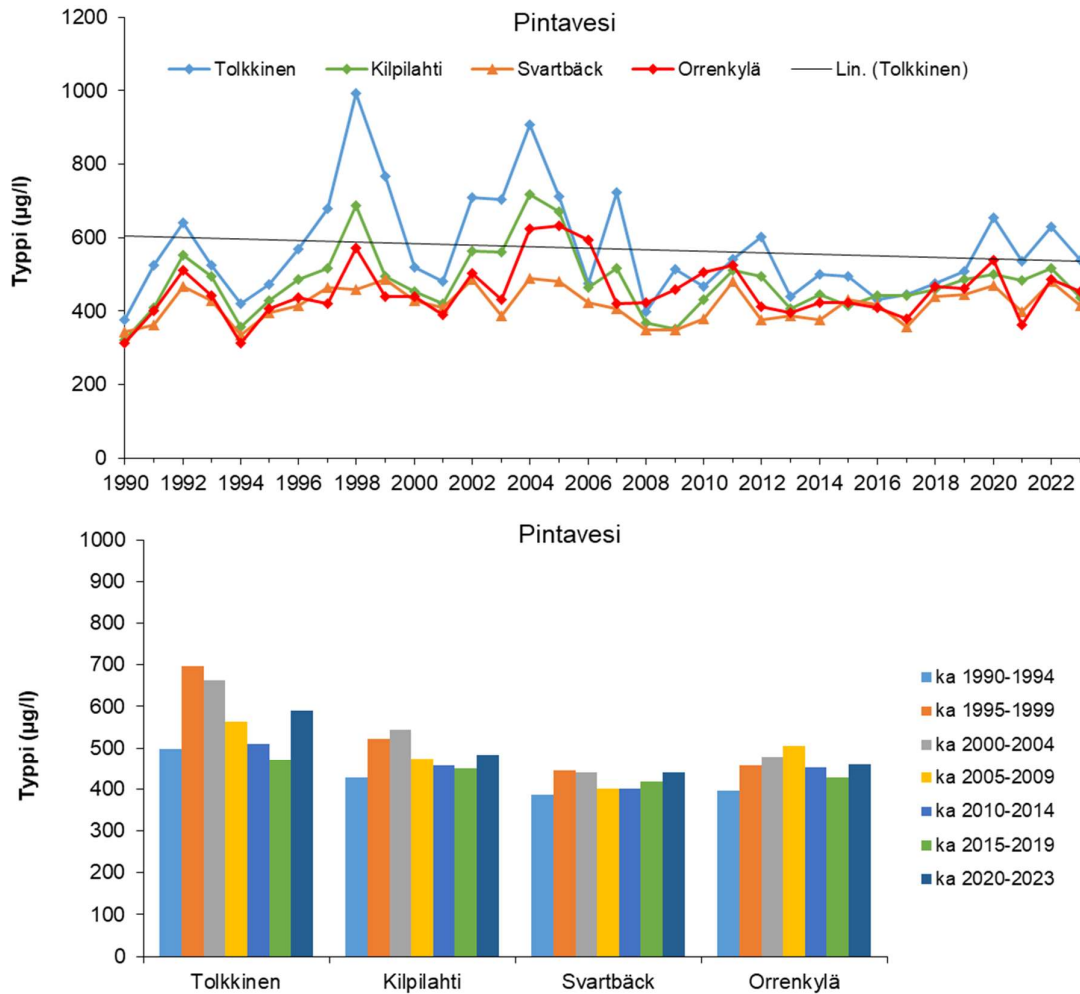 Pintavesi
Tolkkinen Kilpilahti Svartbäck Orrenkylä Lin. (Tolkkinen)
Typpi (µg/l)
1200
1000
800
600
400
200
0
1990 1992 1994 1996 1998 2000 2002 2004 2006 2008 2010 2012 2014 2016 2018 2020 2022
Pintavesi
Typpi (µg/l)
1000
900
800
700
600
500
400
300
200
100
0
Tolkkinen Kilpilahti Svartbäck Orrenkylä
ka 1990-1994
ka 1995-1999
ka 2000-2004
ka 2005-2009
ka 2010-2014
ka 2015-2019
ka 2020-2023